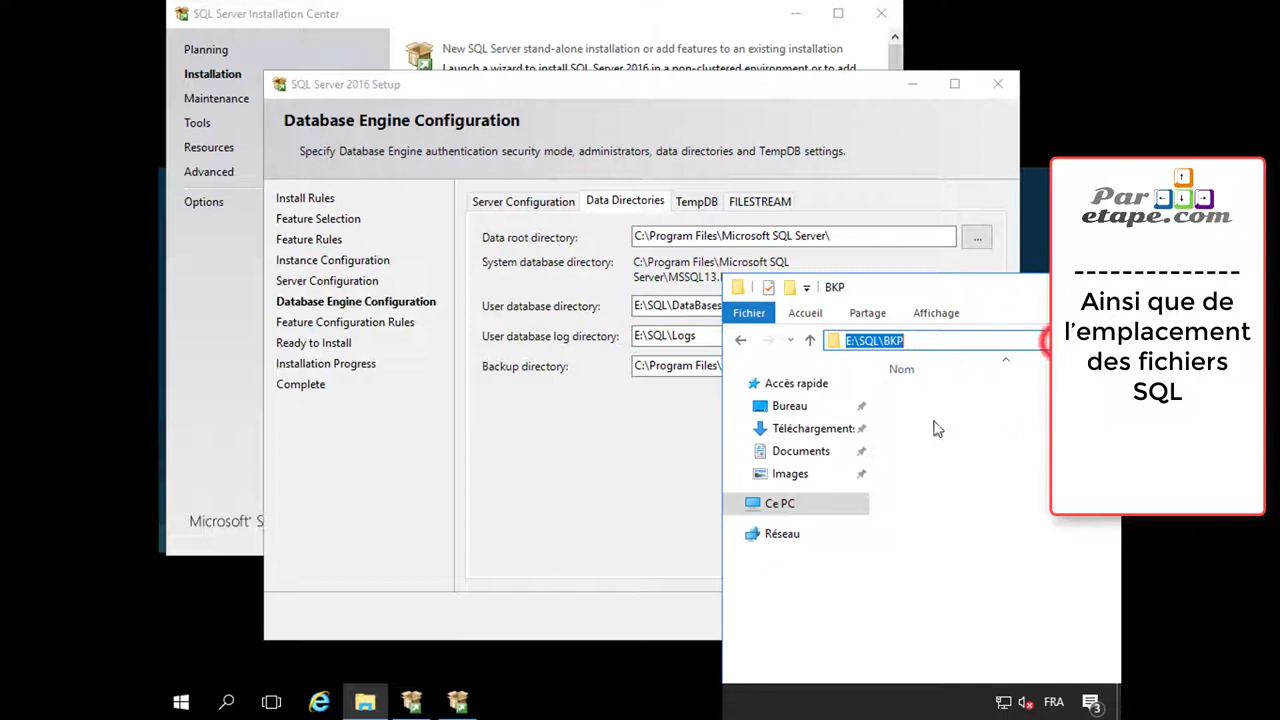 SQL Server Installation Center
Planning
Installation
Maintenance
Tools
Resources
Advanced
Options
New SQL Server stand-alone installation or add features to an existing installation
Launch a wizard to install SQL Server 2016 in a non-clustered environment or to add
Microsoft® S
SQL Server 2016 Setup
Database Engine Configuration
Specify Database Engine authentication security mode, administrators, data directories and TempDB settings.
Install Rules
Feature Selection
Feature Rules
Instance Configuration
Server Configuration
Database Engine Configuration
Feature Configuration Rules
Ready to Install
Installation Progress
Complete
Server Configuration Data Directories TempDB FILESTREAM
Data root directory: C:\Program Files\Microsoft SQL Server\ ...
System database directory: C:\Program Files\Microsoft SQL
Server\MSSQL13.
User database directory: E:\SQL\DataBases
User database log directory: E:\SQL\Logs
Backup directory: C:\Program Files\
BKP
Fichier Accueil Partage Affichage
E:\SQL\BKP
Nom
Accès rapide
Bureau
Téléchargement:
Documents
Images
Ce PC
Réseau
Par
etape.com
--------------
Ainsi que de
l'emplacement
des fichiers
SQL
FRA
3